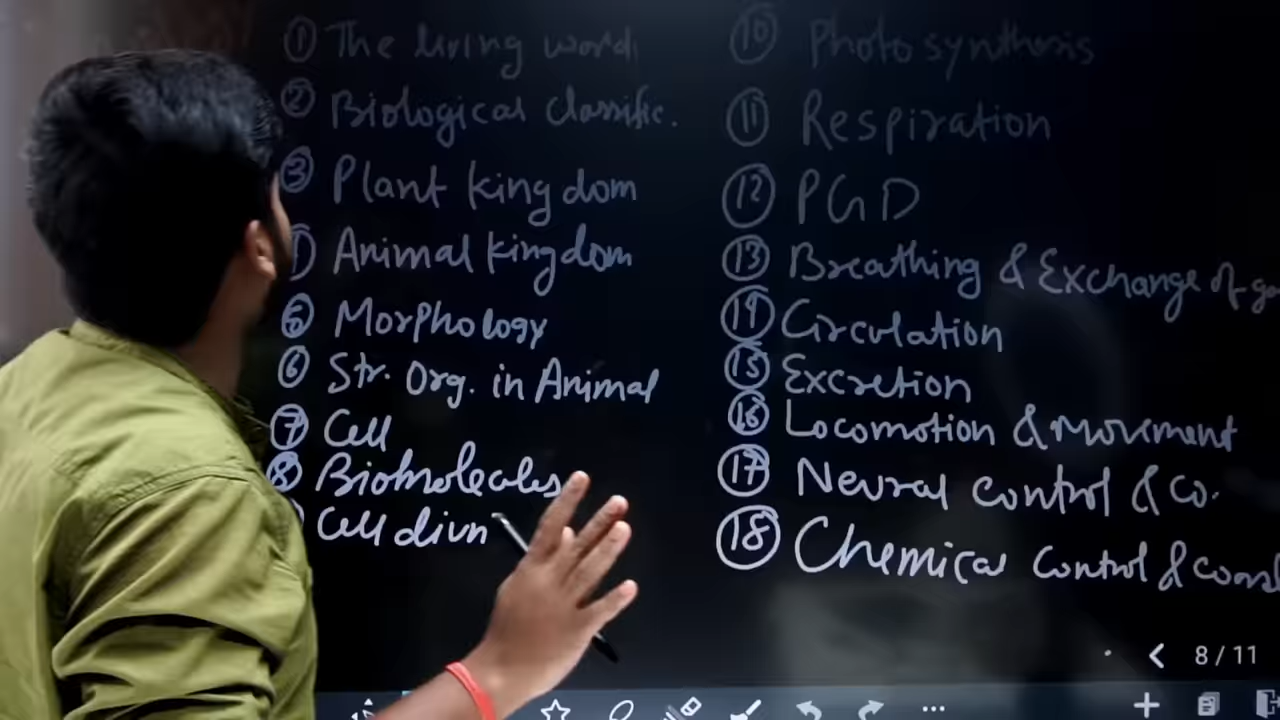 ① The living world
② Biological Classific.
③ Plant kingdom
Animal kingdom
Morphology
⑥ Str. Org. in Animal
⑦ Cell
⑧ Biomolecules
Cell divn
⑩ Photosynthesis
⑪ Respiration
⑫ PGD
⑬ Breathing & Exchange of
⑭ Circulation
⑮ Excretion
⑯ Locomotion & Movement
⑰ Neural control & co.
⑱ Chemical control &
8 / 11